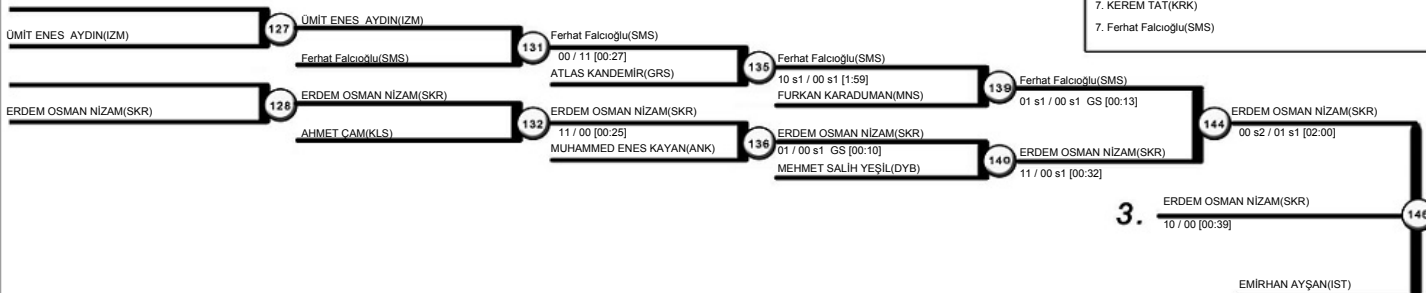 7. KEREM TAT(KRK)
7. Ferhat Falcıoğlu(SMS)
ÜMİT ENES AYDIN(IZM)
127
ÜMİT ENES AYDIN(IZM)
Ferhat Falcıoğlu(SMS)
131
Ferhat Falcıoğlu(SMS)
00 / 11 [00:27]
ATLAS KANDEMİR(GRS)
135
Ferhat Falcıoğlu(SMS)
10 s1 / 00 s1 [1:59]
FURKAN KARADUMAN(MNS)
139
Ferhat Falcıoğlu(SMS)
01 s1 / 00 s1 GS [00:13]
ERDEM OSMAN NİZAM(SKR)
128
ERDEM OSMAN NİZAM(SKR)
AHMET ÇAM(KLS)
132
ERDEM OSMAN NİZAM(SKR)
11 / 00 [00:25]
MUHAMMED ENES KAYAN(ANK)
136
ERDEM OSMAN NİZAM(SKR)
01 / 00 s1 GS [00:10]
MEHMET SALİH YEŞİL(DYB)
140
ERDEM OSMAN NİZAM(SKR)
11 / 00 s1 [00:32]
144
ERDEM OSMAN NİZAM(SKR)
00 s2 / 01 s1 [02:00]
3.
ERDEM OSMAN NİZAM(SKR)
10 / 00 [00:39]
146
EMİRHAN AYŞAN(IST)